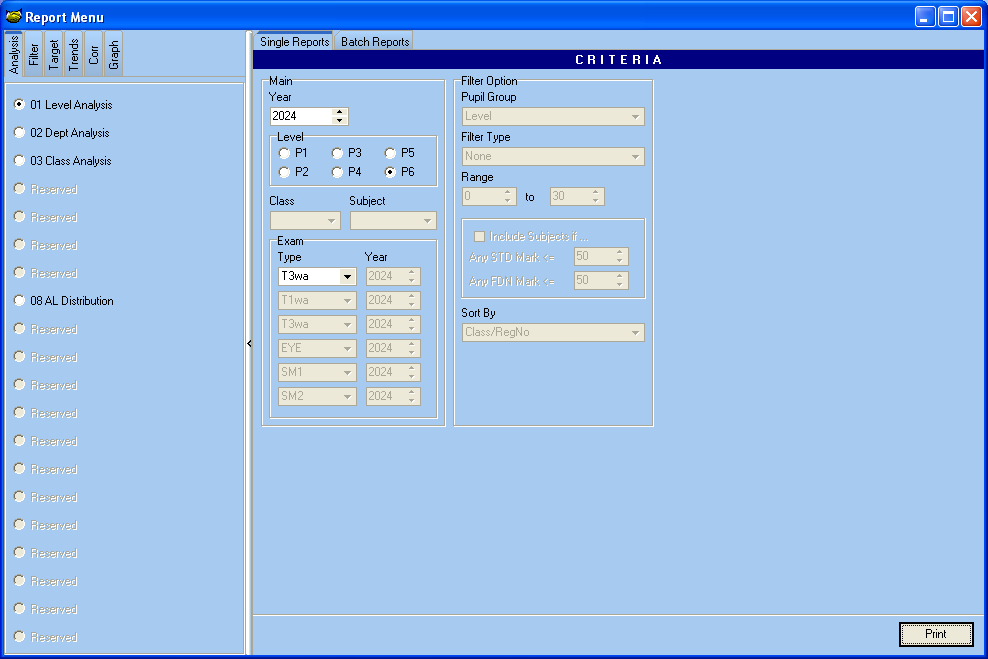 Report Menu
Analysis
Filter
Target
Trends
Corr
Graph
01 Level Analysis
02 Dept Analysis
03 Class Analysis
Reserved
Reserved
Reserved
Reserved
08 AL Distribution
Reserved
Reserved
Reserved
Reserved
Reserved
Reserved
Reserved
Reserved
Reserved
Reserved
Reserved
Reserved
Single Reports Batch Reports
CRITERIA
Main
Year
2024
Level
P1 P3 P5
P2 P4 P6
Class Subject
Exam
Type Year
T3wa 2024
T1wa 2024
T3wa 2024
EYE 2024
SM1 2024
SM2 2024
Filter Option
Pupil Group
Level
Filter Type
None
Range
0 to 30
Include Subjects if ...
Any STD Mark <= 50
Any FDN Mark <= 50
Sort By
Class/RegNo
Print